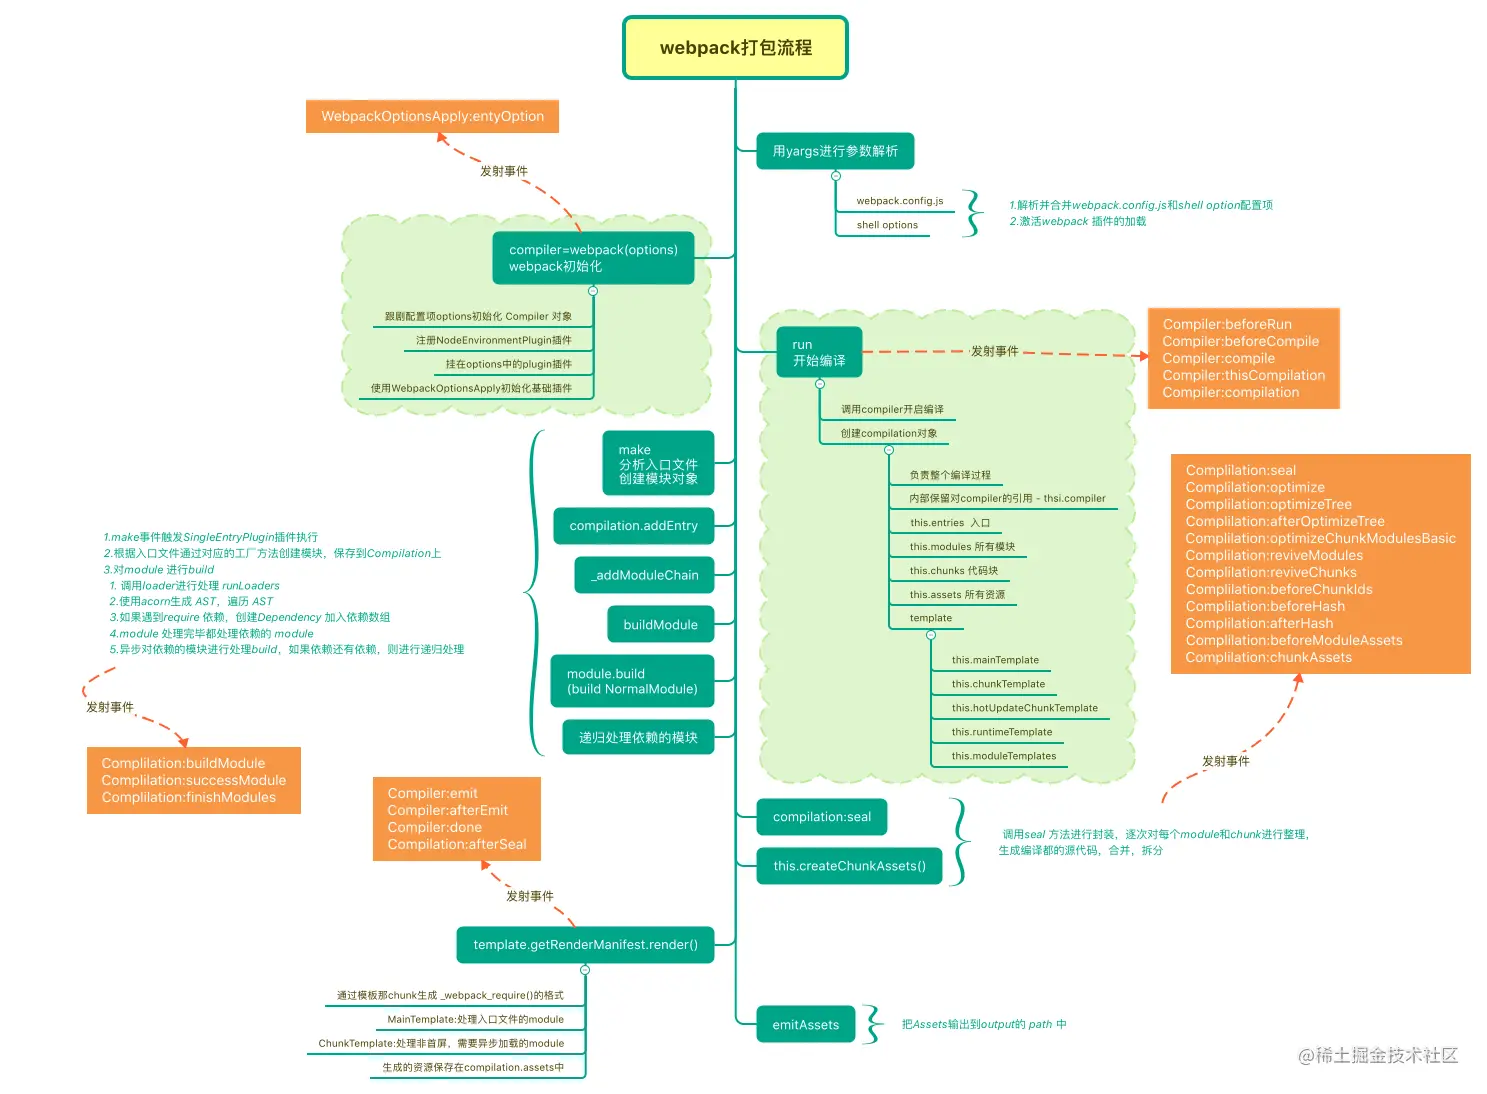 webpack打包流程
WebpackOptionsApply:entyOption
发射事件
用yargs进行参数解析
webpack.config.js
shell options
1.解析并合并webpack.config.js和shell option配置项
2.激活webpack 插件的加载
compiler=webpack(options)
webpack初始化
跟剧配置项options初始化 Compiler 对象
注册NodeEnvironmentPlugin插件
挂在options中的plugin插件
使用WebpackOptionsApply初始化基础插件
run
开始编译
发射事件
Compiler:beforeRun
Compiler:beforeCompile
Compiler:compile
Compiler:thisCompilation
Compiler:compilation
调用compiler开启编译
创建compilation对象
负责整个编译过程
内部保留对compiler的引用 - thsi.compiler
this.entries 入口
this.modules 所有模块
this.chunks 代码块
this.assets 所有资源
template
this.mainTemplate
this.chunkTemplate
this.hotUpdateChunkTemplate
this.runtimeTemplate
this.moduleTemplates
make
分析入口文件
创建模块对象
compilation.addEntry
_addModuleChain
buildModule
module.build
(build NormalModule)
递归处理依赖的模块
1.make事件触发SingleEntryPlugin插件执行
2.根据入口文件通过对应的工厂方法创建模块，保存到Compilation上
3.对module 进行build
1. 调用loader进行处理 runLoaders
2.使用acorn生成 AST，遍历 AST
3.如果遇到require 依赖，创建Dependency 加入依赖数组
4.module 处理完毕都处理依赖的 module
5.异步对依赖的模块进行处理build，如果依赖还有依赖，则进行递归处理
发射事件
Complilation:buildModule
Complilation:successModule
Complilation:finishModules
Complilation:seal
Complilation:optimize
Complilation:optimizeTree
Complilation:afterOptimizeTree
Complilation:optimizeChunkModulesBasic
Complilation:reviveModules
Complilation:reviveChunks
Complilation:beforeChunkIds
Complilation:beforeHash
Complilation:afterHash
Complilation:beforeModuleAssets
Complilation:chunkAssets
发射事件
compilation:seal
this.createChunkAssets()
调用seal 方法进行封装，逐次对每个module和chunk进行整理，
生成编译都的源代码，合并，拆分
Compiler:emit
Compiler:afterEmit
Compiler:done
Compilation:afterSeal
发射事件
template.getRenderManifest.render()
通过模板那chunk生成 _webpack_require()的格式
MainTemplate:处理入口文件的module
ChunkTemplate:处理非首屏，需要异步加载的module
生成的资源保存在compilation.assets中
emitAssets
把Assets输出到output的 path 中
@稀土掘金技术社区